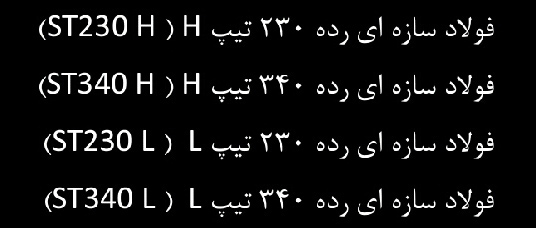 فولاد سازه ای رده ۲۳۰ تیپ H ‏(ST230 H)
فولاد سازه ای رده ۳۴۰ تیپ H ‏(ST340 H)
فولاد سازه ای رده ۲۳۰ تیپ L ‏(ST230 L)
فولاد سازه ای رده ۳۴۰ تیپ L ‏(ST340 L)